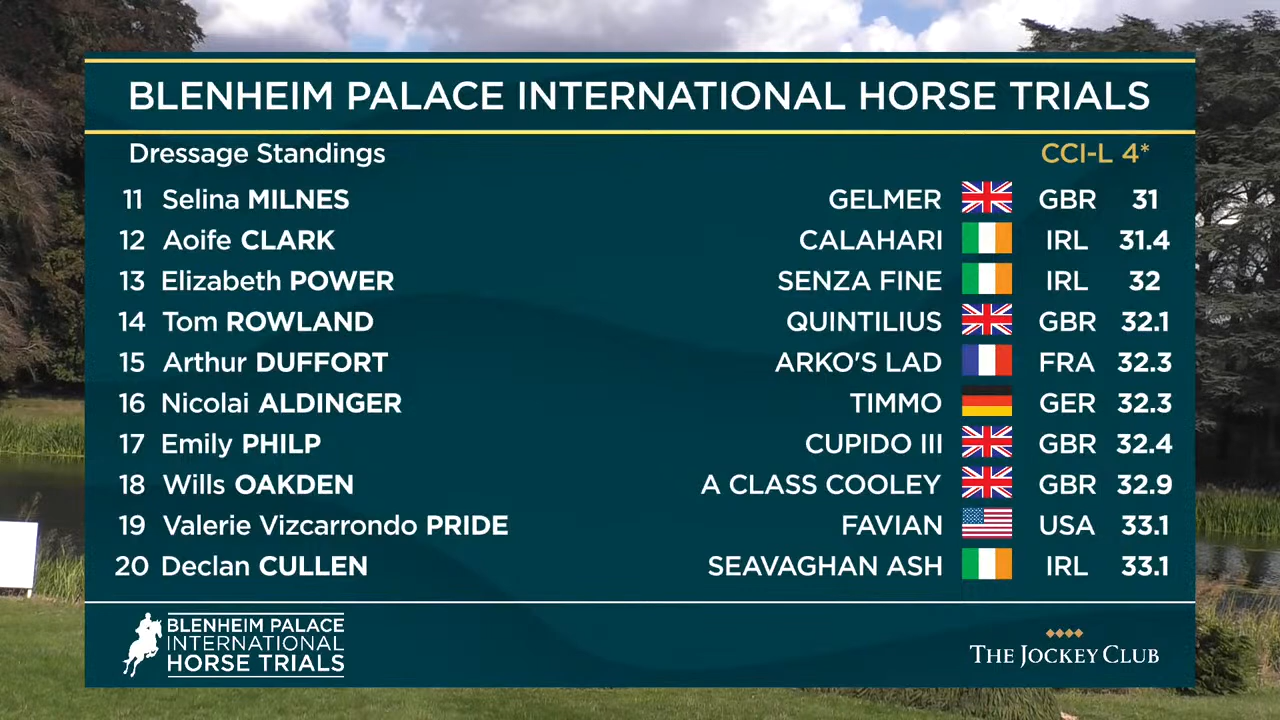 BLENHEIM PALACE INTERNATIONAL HORSE TRIALS
Dressage Standings CCI-L 4*
11 Selina MILNES GELMER GBR 31
12 Aoife CLARK CALAHARI IRL 31.4
13 Elizabeth POWER SENZA FINE IRL 32
14 Tom ROWLAND QUINTILIUS GBR 32.1
15 Arthur DUFFORT ARKO'S LAD FRA 32.3
16 Nicolai ALDINGER TIMMO GER 32.3
17 Emily PHILP CUPIDO III GBR 32.4
18 Wills OAKDEN A CLASS COOLEY GBR 32.9
19 Valerie Vizcarrondo PRIDE FAVIAN USA 33.1
20 Declan CULLEN SEAVAGHAN ASH IRL 33.1
BLENHEIM PALACE
INTERNATIONAL
HORSE TRIALS
THE JOCKEY CLUB